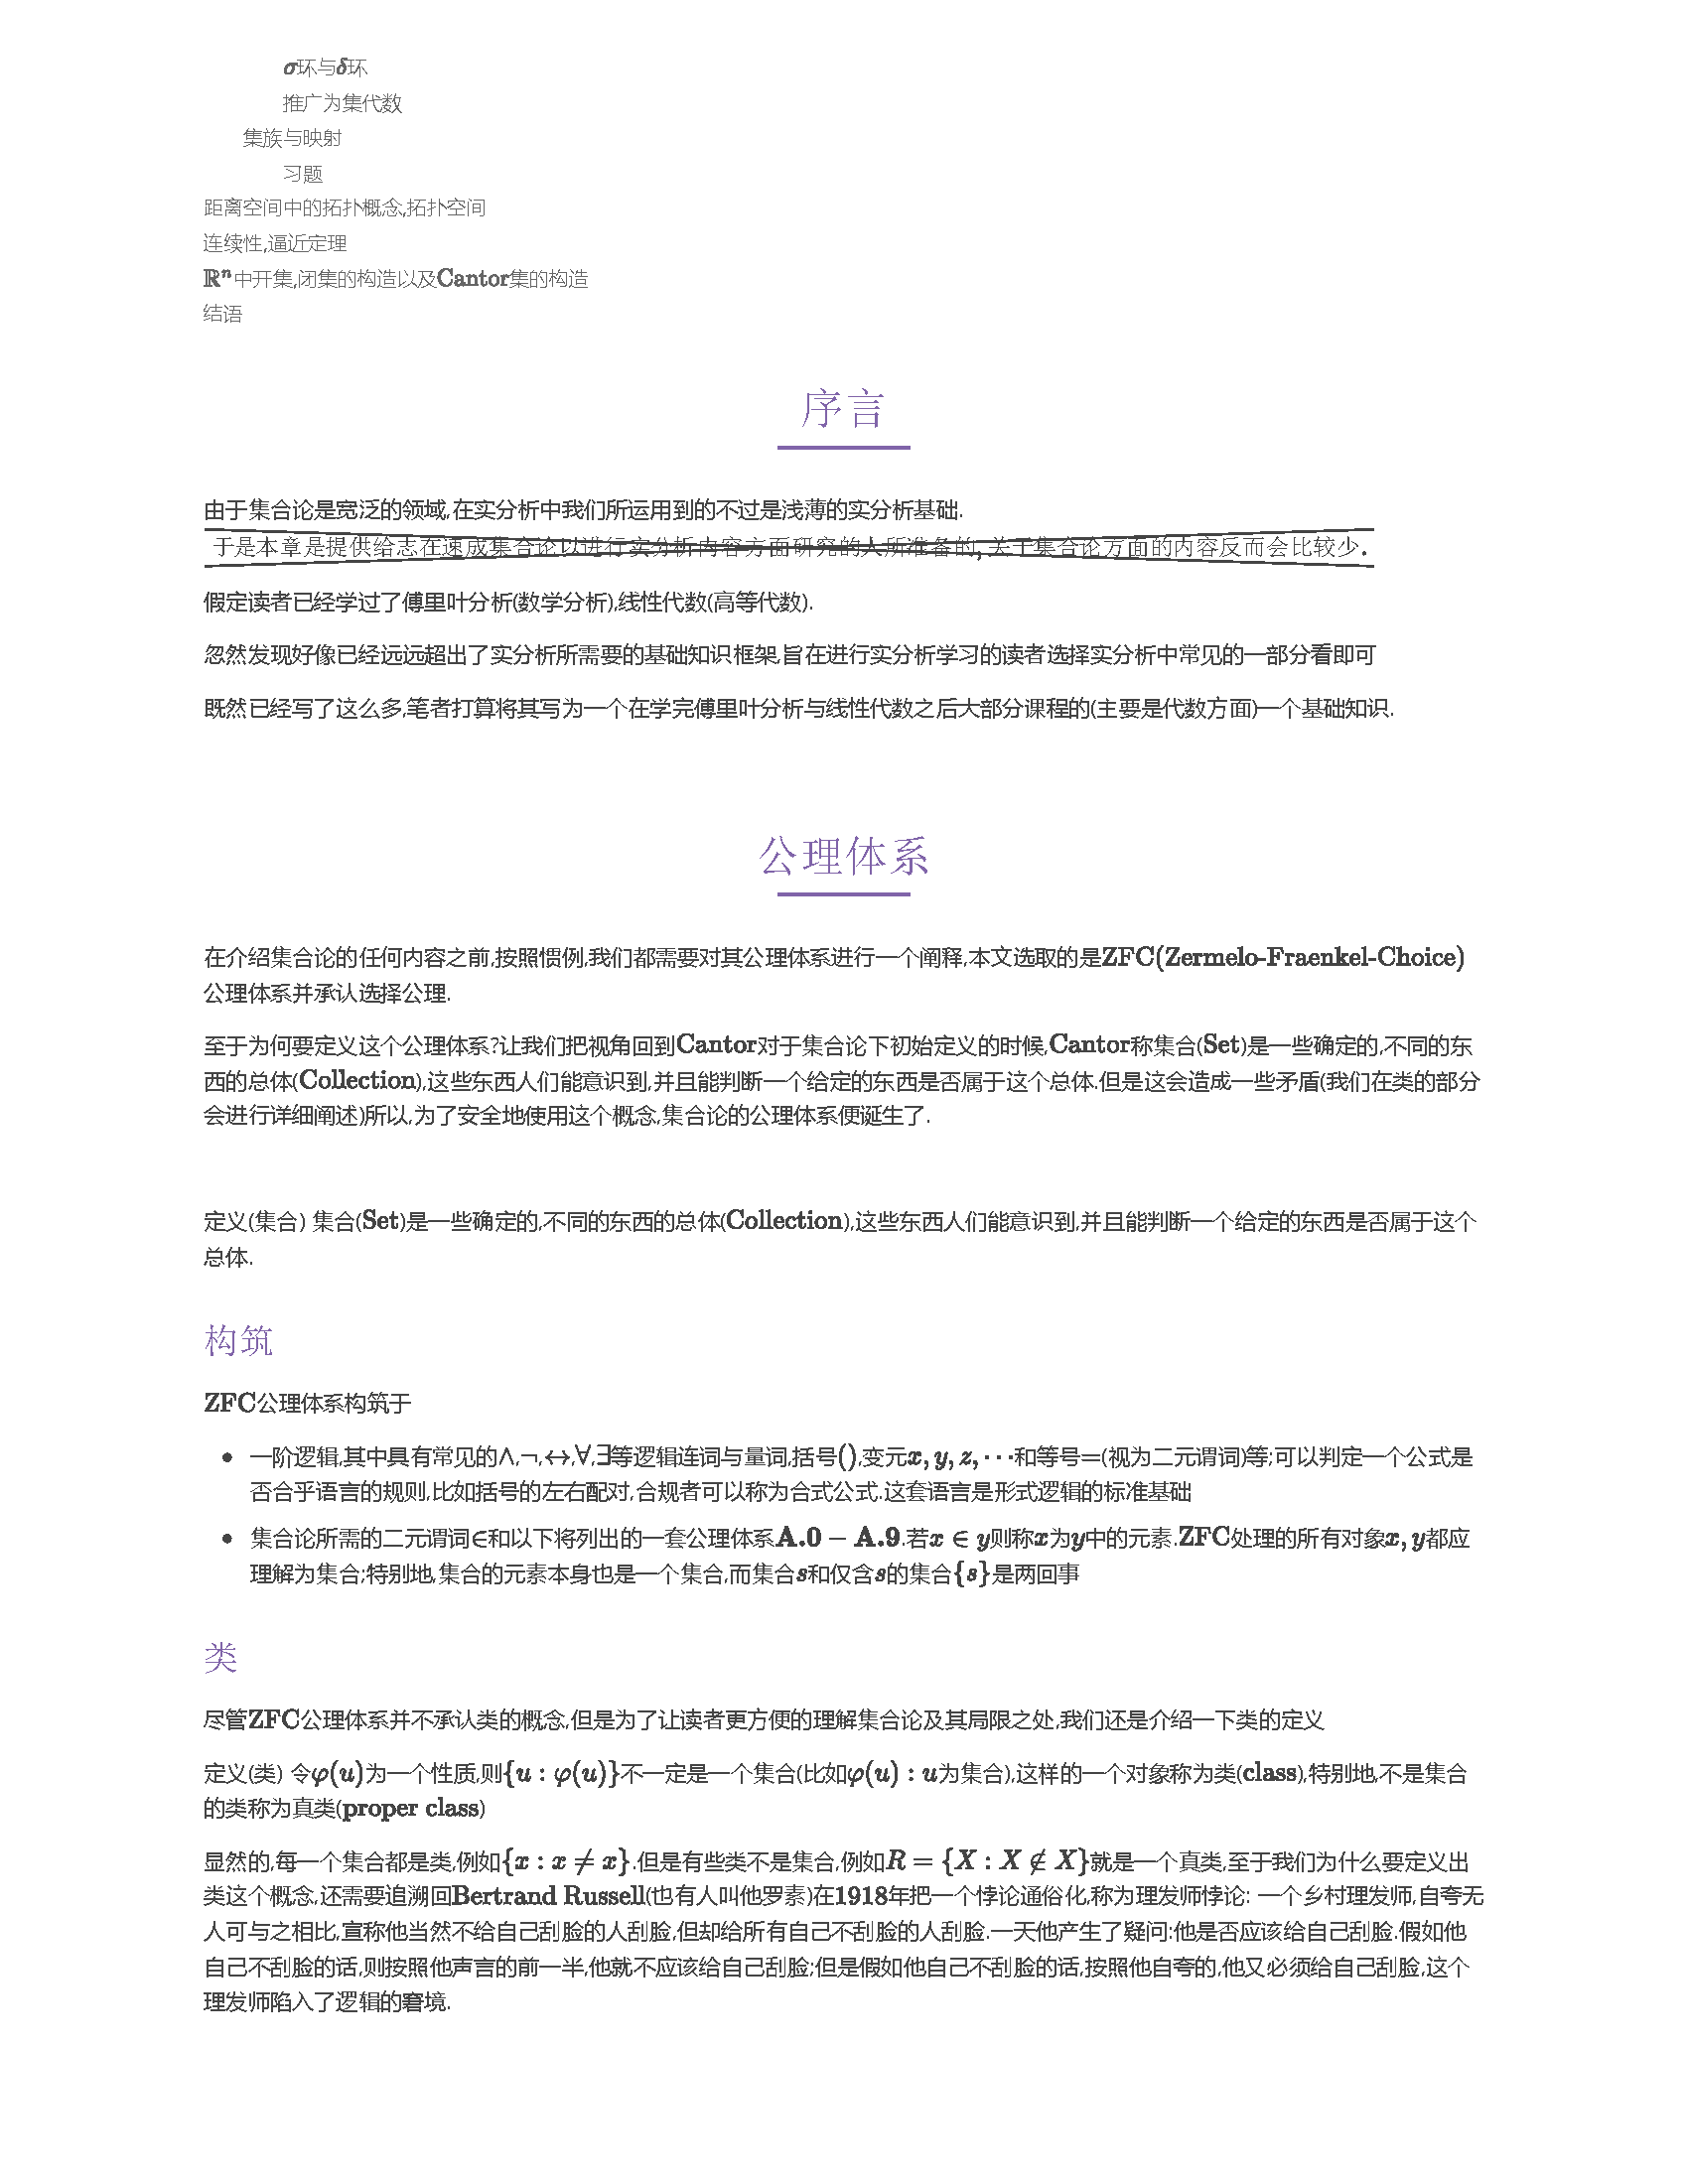 σ环与δ环
推广为集代数
集族与映射
习题
距离空间中的拓扑概念,拓扑空间
连续性,逼近定理
ℝⁿ中开集,闭集的构造以及Cantor集的构造
结语
序言
由于集合论是宽泛的领域,在实分析中我们所运用到的不过是浅薄的实分析基础.
于是本章是提供给志在速成集合论以进行实分析内容方面研究的人所准备的,关于集合论方面的内容反而会比较少.
假定读者已经学过了傅里叶分析(数学分析),线性代数(高等代数).
忽然发现好像已经远远超出了实分析所需要的基础知识框架,旨在进行实分析学习的读者选择实分析中常见的一部分看即可
既然已经写了这么多,笔者打算将其写为一个在学完傅里叶分析与线性代数之后大部分课程的(主要是代数方面)一个基础知识.
公理体系
在介绍集合论的任何内容之前,按照惯例,我们都需要对其公理体系进行一个阐释,本文选取的是ZFC(Zermelo-Fraenkel-Choice)
公理体系并承认选择公理.
至于为何要定义这个公理体系?让我们把视角回到Cantor对于集合论下初始定义的时候,Cantor称集合(Set)是一些确定的,不同的东
西的总体(Collection),这些东西人们能意识到,并且能判断一个给定的东西是否属于这个总体.但是这会造成一些矛盾(我们在类的部分
会进行详细阐述)所以,为了安全地使用这个概念,集合论的公理体系便诞生了.
定义(集合) 集合(Set)是一些确定的,不同的东西的总体(Collection),这些东西人们能意识到,并且能判断一个给定的东西是否属于这个
总体.
构筑
ZFC公理体系构筑于
• 一阶逻辑,其中具有常见的∧,¬,↔,∀,∃等逻辑连词与量词,括号(),变元x, y, z, ⋯和等号=(视为二元谓词)等;可以判定一个公式是
否合乎语言的规则,比如括号的左右配对,合规者可以称为合式公式.这套语言是形式逻辑的标准基础
• 集合论所需的二元谓词∈和以下将列出的一套公理体系A.0 − A.9.若x ∈ y则称x为y中的元素.ZFC处理的所有对象x, y都应
理解为集合;特别地,集合的元素本身也是一个集合,而集合s和仅含s的集合{s}是两回事
类
尽管ZFC公理体系并不承认类的概念,但是为了让读者更方便的理解集合论及其局限之处,我们还是介绍一下类的定义
定义(类) 令φ(u)为一个性质,则{u : φ(u)}不一定是一个集合(比如φ(u) : u为集合),这样的一个对象称为类(class),特别地,不是集合
的类称为真类(proper class)
显然的,每一个集合都是类,例如{x : x ≠ x}.但是有些类不是集合,例如R = {X : X ∉ X}就是一个真类,至于我们为什么要定义出
类这个概念,还需要追溯回Bertrand Russell(也有人叫他罗素)在1918年把一个悖论通俗化,称为理发师悖论: 一个乡村理发师,自夸无
人可与之相比,宣称他当然不给自己刮脸的人刮脸,但却给所有自己不刮脸的人刮脸.一天他产生了疑问:他是否应该给自己刮脸.假如他
自己不刮脸的话,则按照他声言的前一半,他就不应该给自己刮脸;但是假如他自己不刮脸的话,按照他自夸的,他又必须给自己刮脸,这个
理发师陷入了逻辑的窘境.